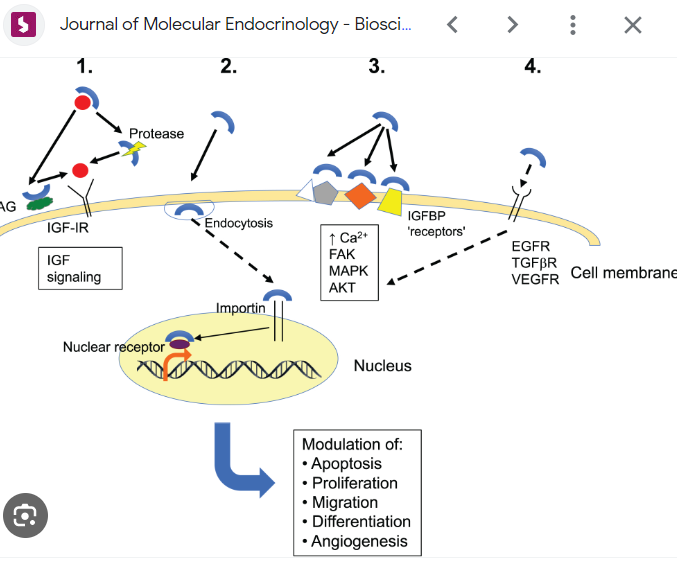 Journal of Molecular Endocrinology - Biosci...
1.
2.
3.
4.
Protease
AG
IGF-IR
IGF
signaling
Endocytosis
IGFBP
'receptors'
↑ Ca²⁺
FAK
MAPK
AKT
EGFR
TGFβR
VEGFR
Cell membrane
Importin
Nuclear receptor
Nucleus
Modulation of:
• Apoptosis
• Proliferation
• Migration
• Differentiation
• Angiogenesis